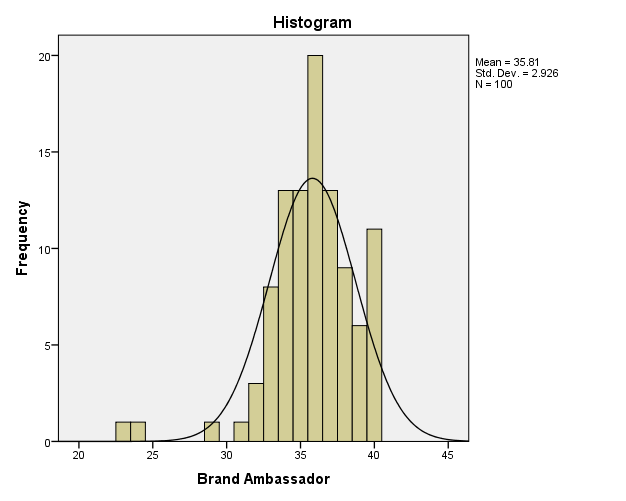 Histogram
Mean = 35.81
Std. Dev. = 2.926
N = 100
20
15
10
5
0
Frequency
20 25 30 35 40 45
Brand Ambassador